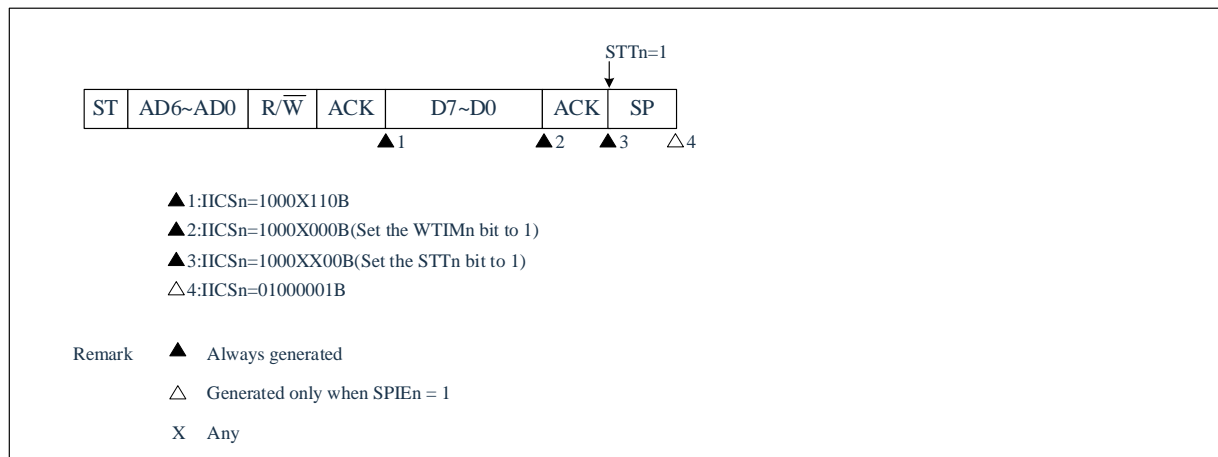 STTn=1
ST AD6~AD0 R/W̅ ACK D7~D0 ACK SP
▲1 ▲2 ▲3 △4
▲1:IICSn=1000X110B
▲2:IICSn=1000X000B(Set the WTIMn bit to 1)
▲3:IICSn=1000XX00B(Set the STTn bit to 1)
△4:IICSn=01000001B
Remark ▲ Always generated
△ Generated only when SPIEn = 1
X Any